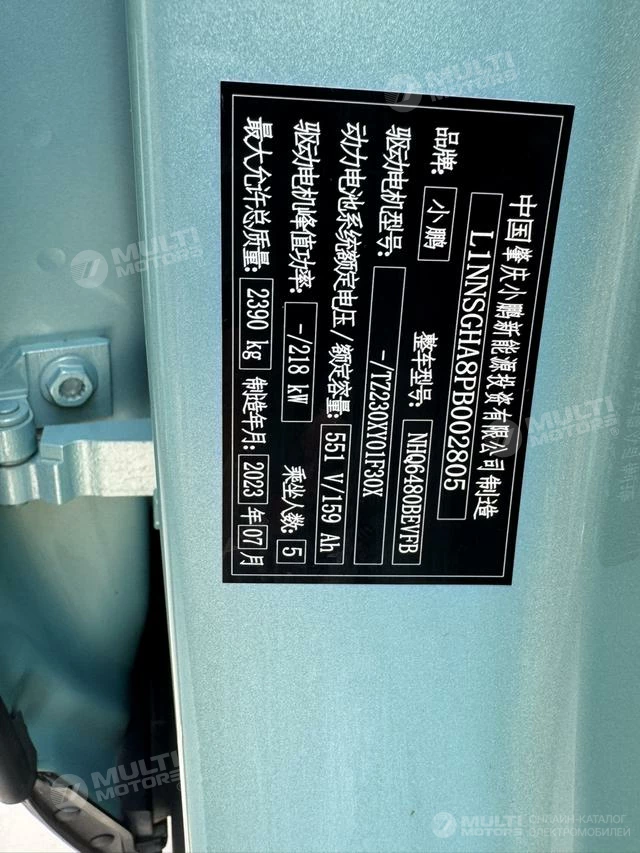 中国肇庆小鹏新能源投资有限公司制造
L1NNSGHA8PB002805
品牌: 小鹏 整车型号: NHQ6480BEVFB
驱动电机型号: -/TZ230XY01F30X
动力电池系统额定电压/额定容量: 551 V/159 Ah
驱动电机峰值功率: -/218 kW 乘坐人数: 5
最大允许总质量: 2390 kg 制造年月: 2023 年 07 月
MULTI MOTORS
MULTI MOTORS
MULTI MOTORS
MULTI MOTORS
MULTI MOTORS ОНЛАЙН-КАТАЛОГ
ЭЛЕКТРОМОБИЛЕЙ